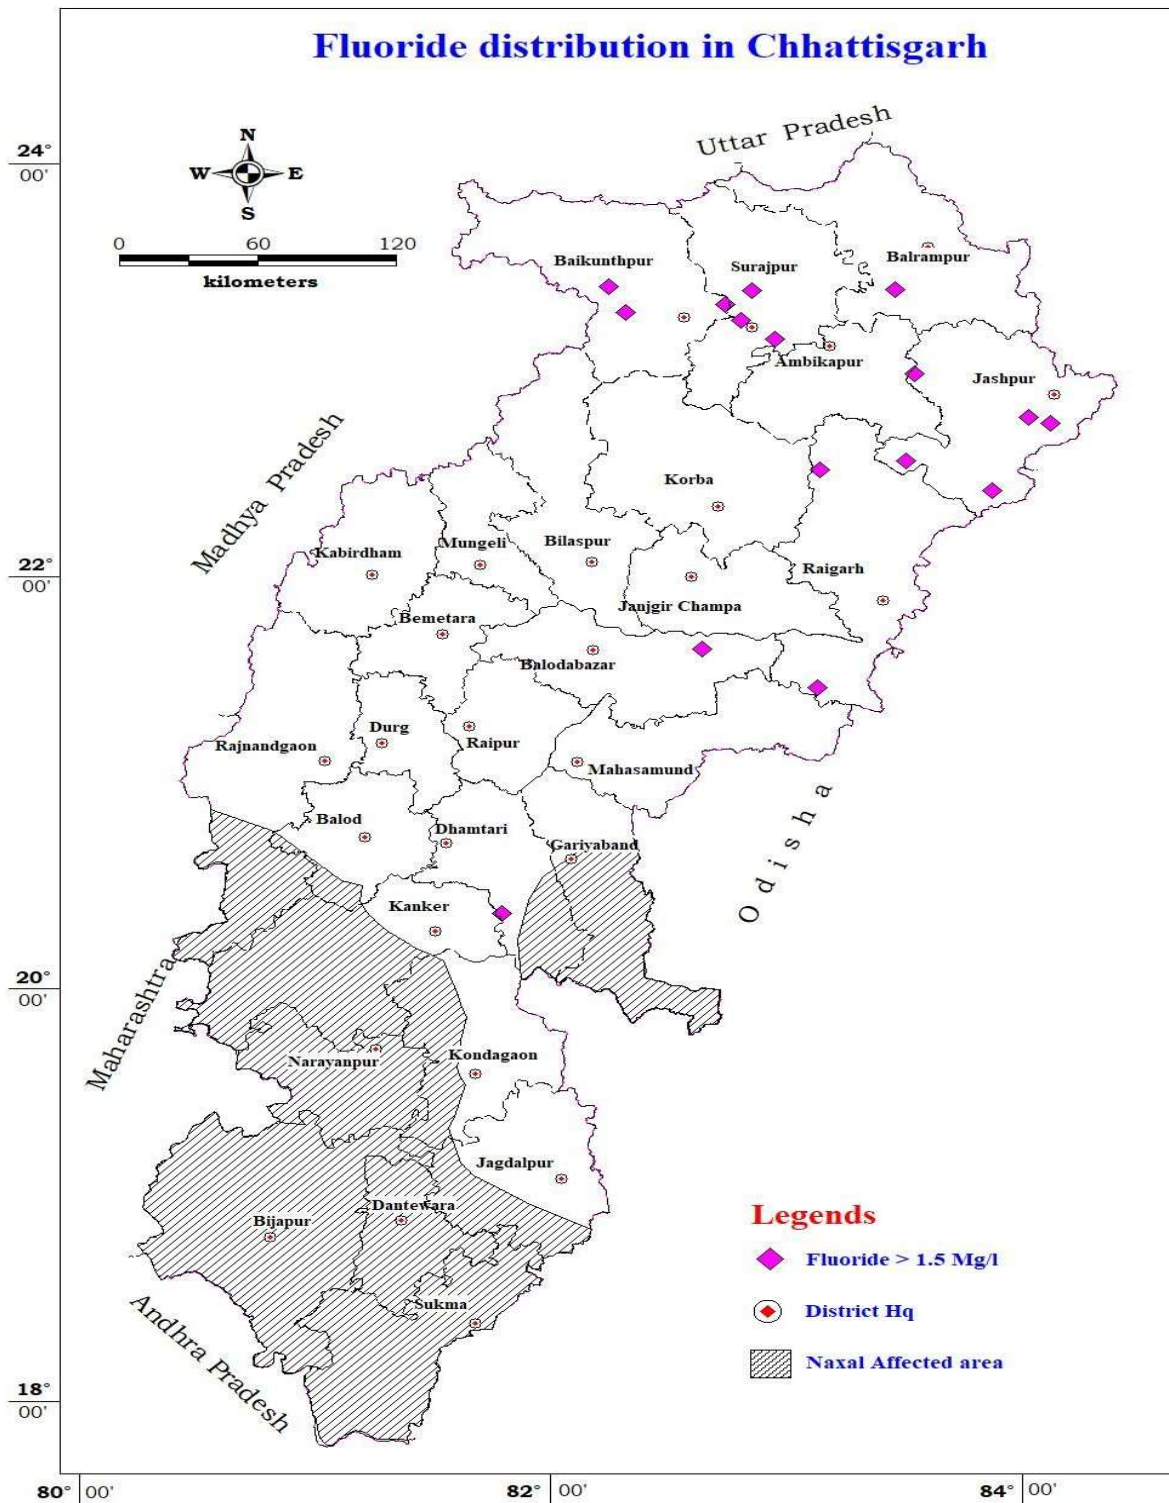 Fluoride distribution in Chhattisgarh
Uttar Pradesh
24°
00'
N
W E
S
0 60 120
kilometers
Baikunthpur
Surajpur
Balrampur
Ambikapur
Jashpur
Madhya Pradesh
Korba
Kabirdham
Mungeli
Bilaspur
22°
00'
Raigarh
Janjgir Champa
Bemetara
Balodabazar
Rajnandgaon
Durg
Raipur
Mahasamund
Odisha
Balod
Dhamtari
Gariyaband
Kanker
20°
00'
Maharashtra
Narayanpur
Kondagaon
Jagdalpur
Dantewara
Bijapur
Sukma
Andhra Pradesh
Legends
Fluoride > 1.5 Mg/l
District Hq
Naxal Affected area
18°
00'
80° 00'
82° 00'
84° 00'